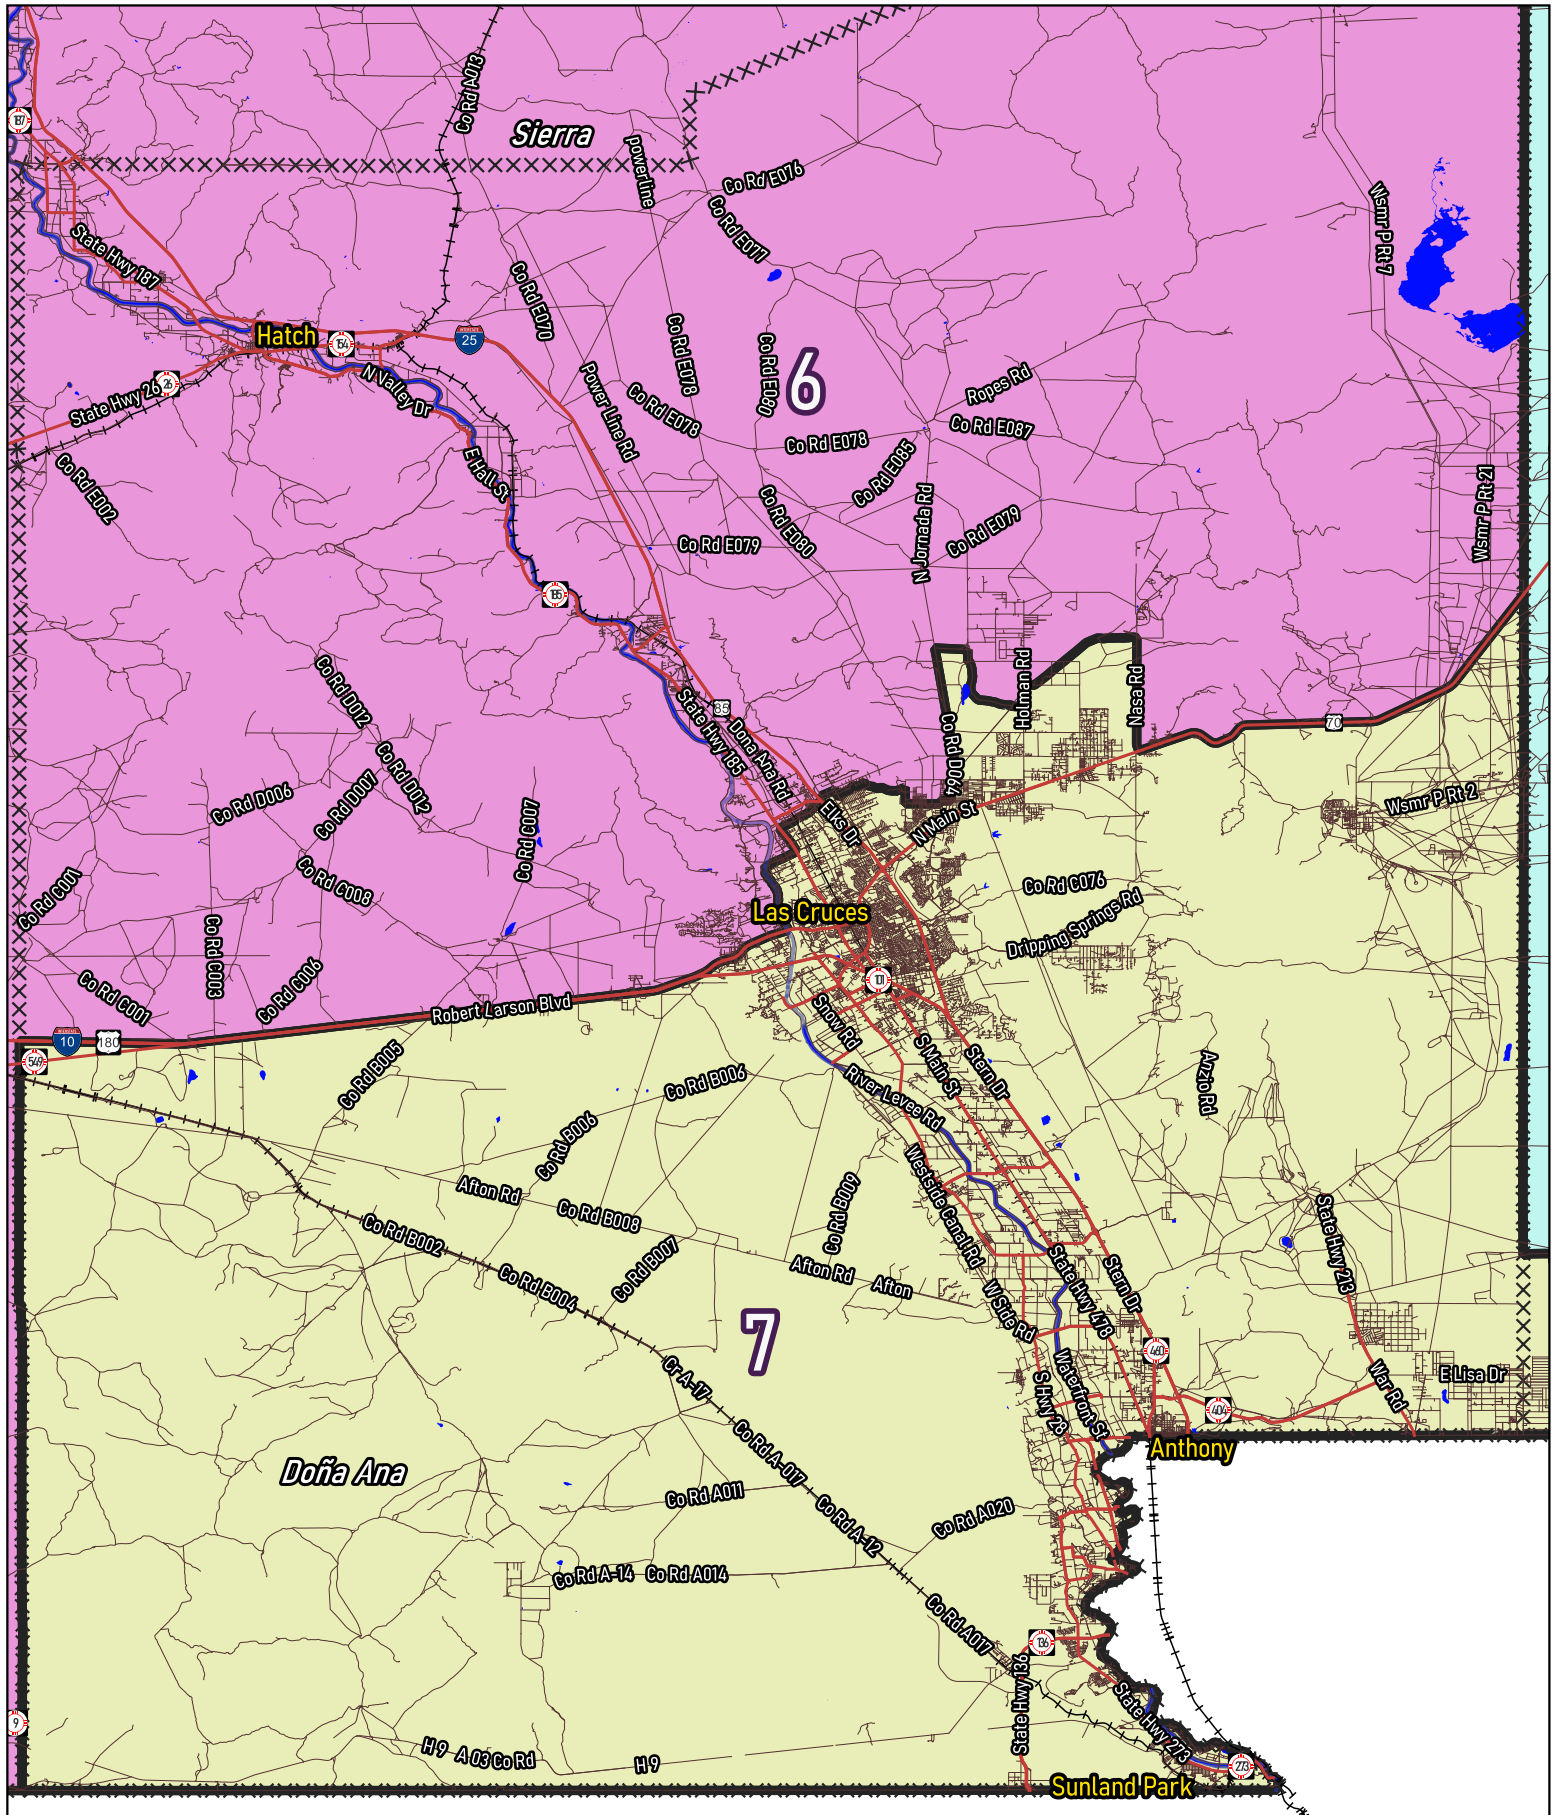 Co Rd A013
187
Sierra
powerline
Co Rd E076
Co Rd E077
Wsmr P Rt 7
State Hwy 187
Co Rd E070
Hatch
154
INTERSTATE
25
Co Rd E078
Co Rd E080
6
State Hwy 26
26
N Valley Dr
Power Line Rd
Co Rd E078
Ropes Rd
Co Rd E087
Co Rd E078
Co Rd E085
Co Rd E002
E Hall St
Wsmr P Rt 21
Co Rd E080
N Jornada Rd
Co Rd E079
Co Rd E079
185
Co Rd D012
Holman Rd
Nasa Rd
85
State Hwy 185
Dona Ana Rd
Co Rd D064
70
Co Rd D006
Co Rd D007
Co Rd D012
Co Rd C007
Elks Dr
N Main St
Wsmr P Rt 2
Co Rd C001
Co Rd C008
Co Rd C076
Las Cruces
Dripping Springs Rd
Co Rd C003
Co Rd C006
Co Rd C001
101
Robert Larson Blvd
Snow Rd
INTERSTATE
10
180
549
S Main St
Stern Dr
Co Rd B005
Co Rd B006
River Levee Rd
Anzio Rd
Co Rd B006
Westside Canal Rd
Afton Rd
Co Rd B008
Co Rd B009
State Hwy 213
Co Rd B002
Co Rd B007
Co Rd B004
Afton Rd
Afton
State Hwy 478
Stern Dr
W Side Rd
7
460
Waterfront St
Cr A-17
S Hwy 28
War Rd
E Lisa Dr
404
Co Rd A-017
Anthony
Doña Ana
Co Rd A011
Co Rd A-12
Co Rd A020
Co Rd A-14
Co Rd A014
Co Rd A017
136
State Hwy 136
State Hwy 273
9
H 9
A 03 Co Rd
H 9
273
Sunland Park